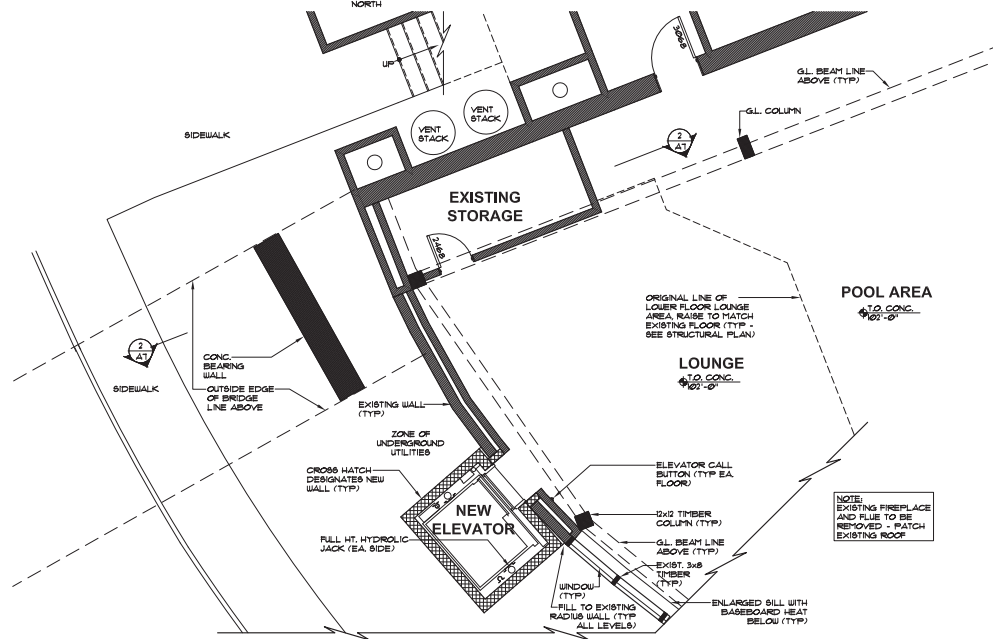 NORTH
UP
3068
G.L. BEAM LINE
ABOVE (TYP)
G.L. COLUMN
VENT
STACK
VENT
STACK
SIDEWALK
2
A7
EXISTING
STORAGE
2468
ORIGINAL LINE OF
LOWER FLOOR LOUNGE
AREA, RAISE TO MATCH
EXISTING FLOOR (TYP -
SEE STRUCTURAL PLAN)
POOL AREA
T.O. CONC.
102'-0"
LOUNGE
T.O. CONC.
102'-0"
2
A7
SIDEWALK
CONC.
BEARING
WALL
OUTSIDE EDGE
OF BRIDGE
LINE ABOVE
EXISTING WALL
(TYP)
ZONE OF
UNDERGROUND
UTILITIES
CROSS HATCH
DESIGNATES NEW
WALL (TYP)
NEW
ELEVATOR
FULL HT. HYDROLIC
JACK (EA. SIDE)
ELEVATOR CALL
BUTTON (TYP EA.
FLOOR)
12x12 TIMBER
COLUMN (TYP)
G.L. BEAM LINE
ABOVE (TYP)
EXIST. 3x8
TIMBER
(TYP)
WINDOW
(TYP)
FILL TO EXISTING
RADIUS WALL (TYP
ALL LEVELS)
ENLARGED SILL WITH
BASEBOARD HEAT
BELOW (TYP)
NOTE:
EXISTING FIREPLACE
AND FLUE TO BE
REMOVED - PATCH
EXISTING ROOF